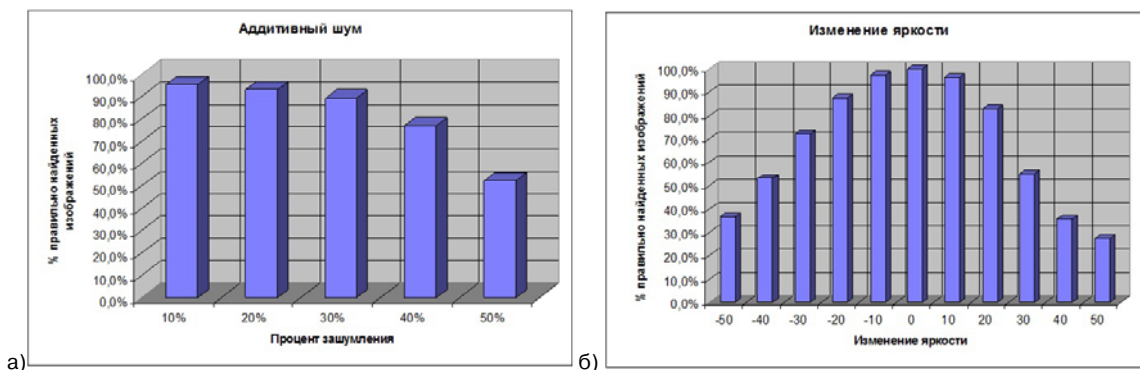 Аддитивный шум
% правильно найденных
изображений
100,0%
90,0%
80,0%
70,0%
60,0%
50,0%
40,0%
30,0%
20,0%
10,0%
0,0%
10% 20% 30% 40% 50%
Процент зашумления
а)
Изменение яркости
% правильно найденных изображений
100,0%
90,0%
80,0%
70,0%
60,0%
50,0%
40,0%
30,0%
20,0%
10,0%
0,0%
-50 -40 -30 -20 -10 0 10 20 30 40 50
Изменение яркости
б)